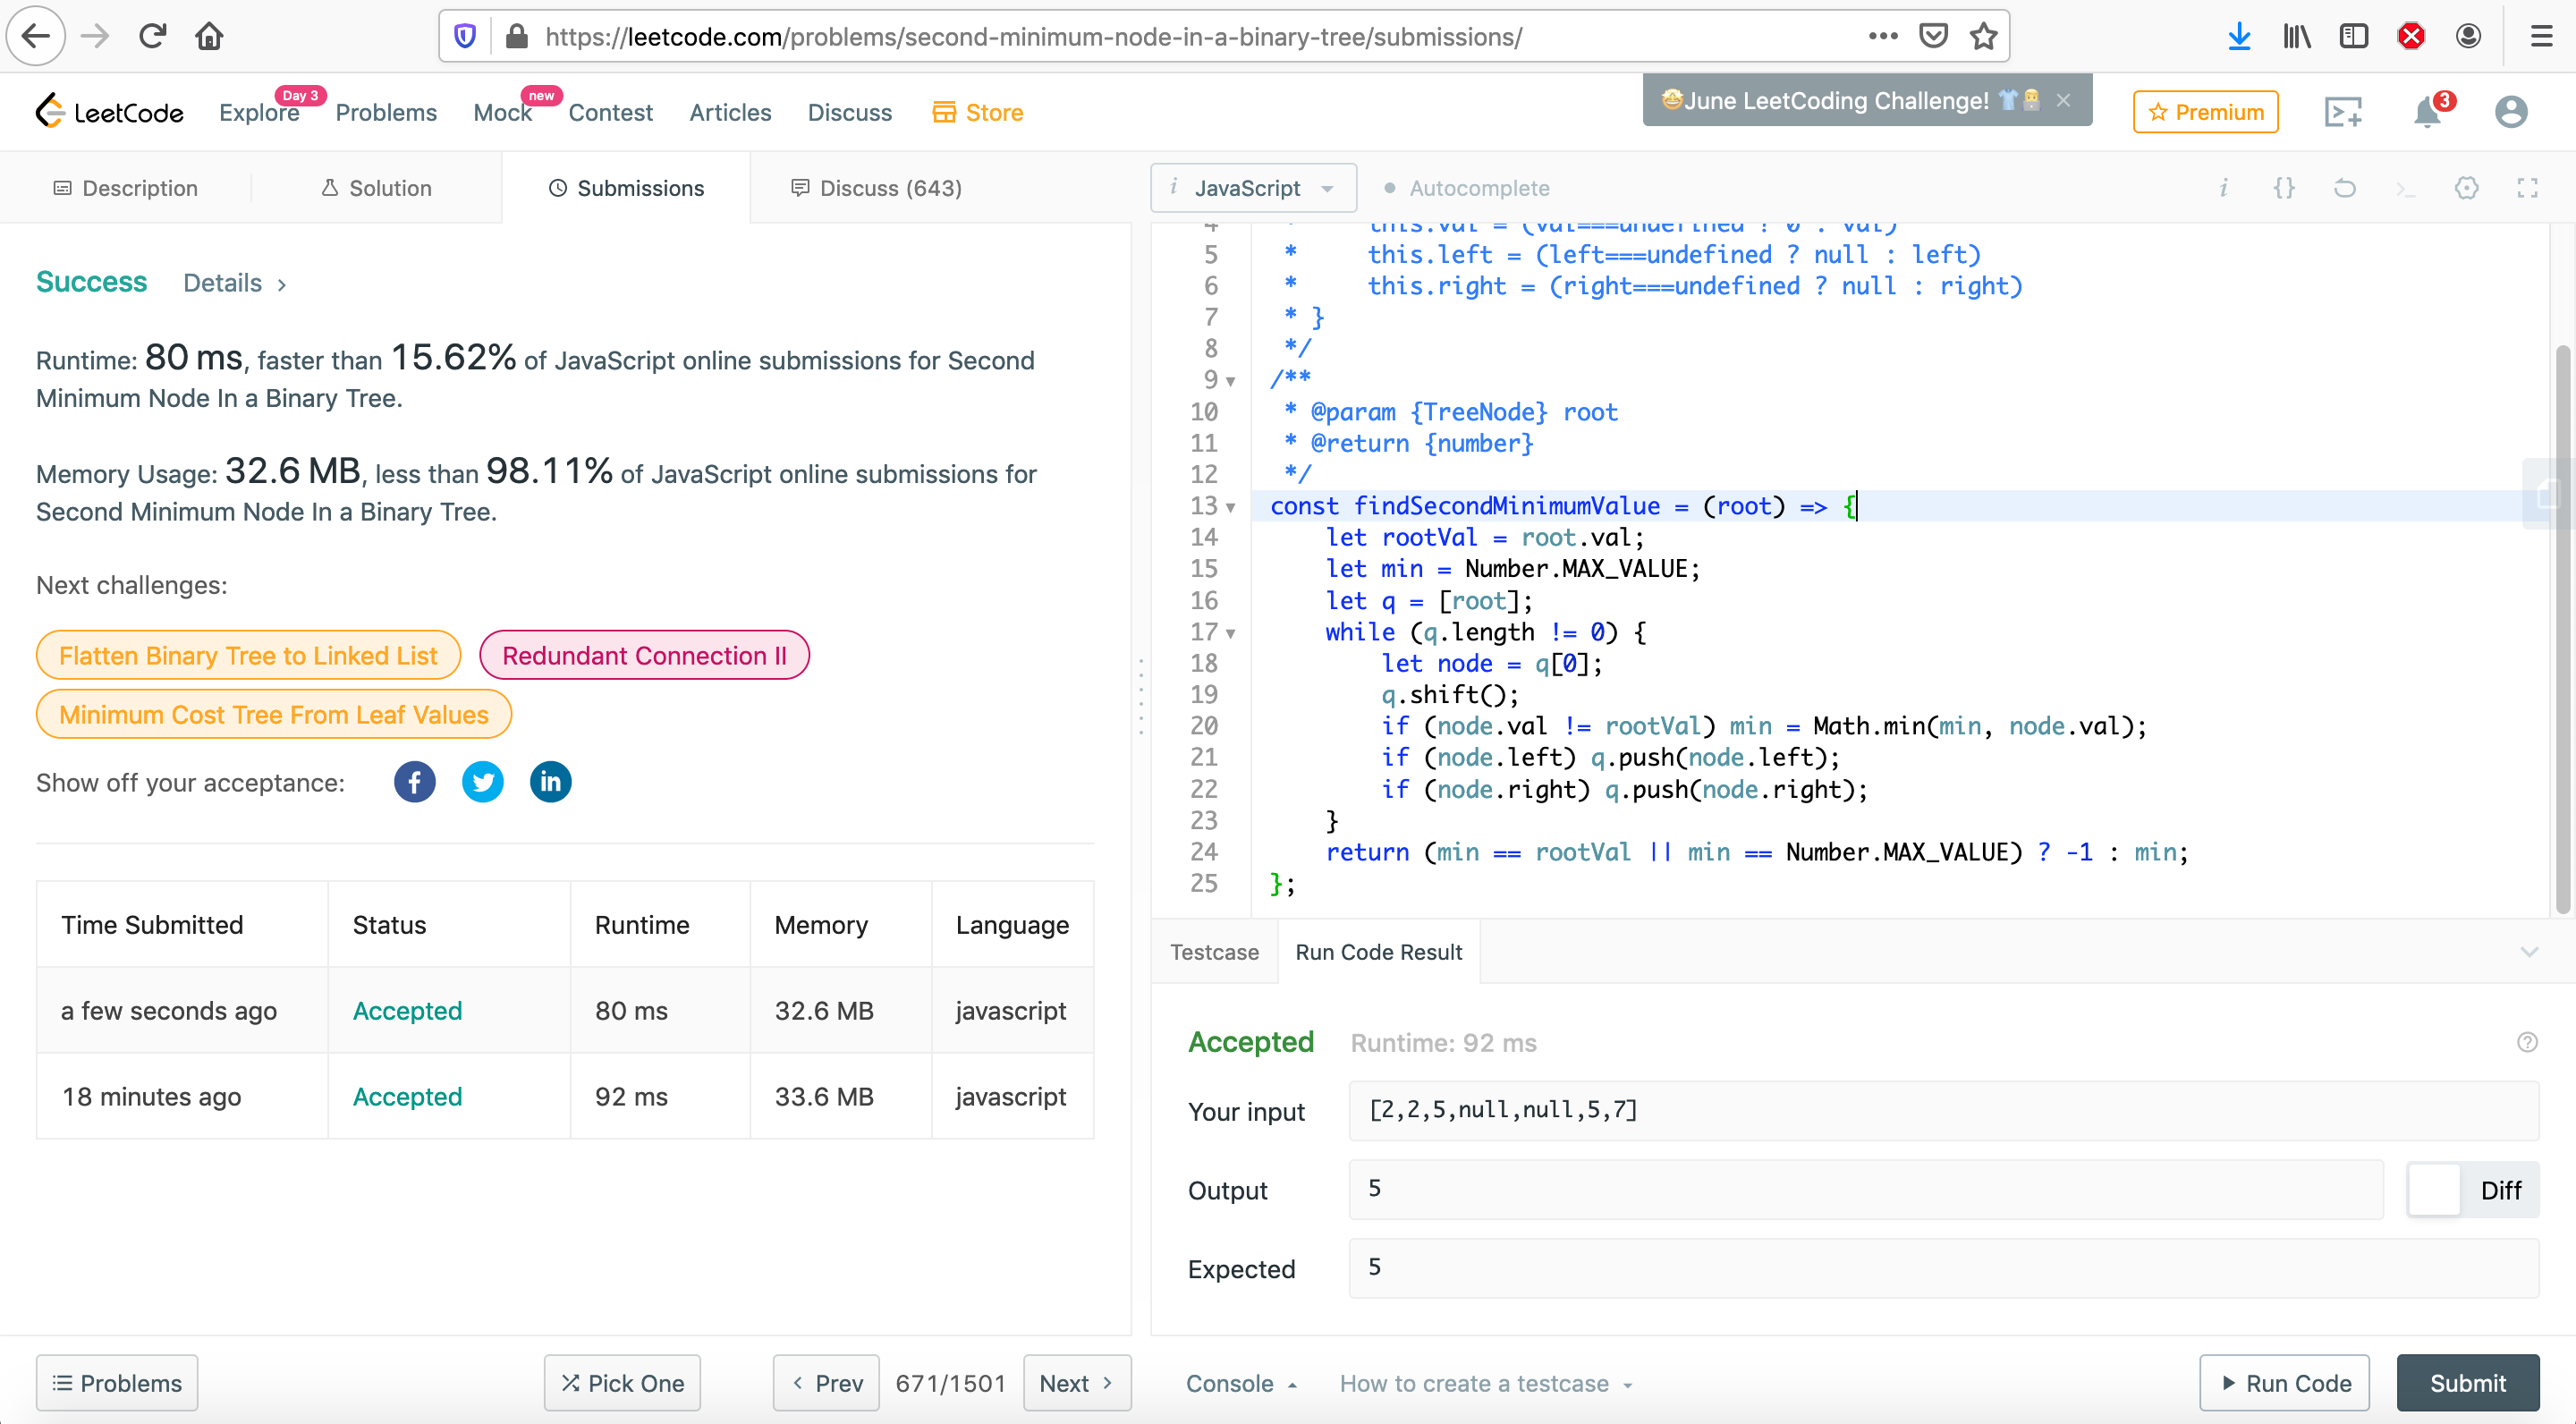 https://leetcode.com/problems/second-minimum-node-in-a-binary-tree/submissions/
LeetCode
Explore
Day 3
Problems
Mock
new
Contest
Articles
Discuss
Store
🤩June LeetCoding Challenge! 👕👨‍💻 ×
Premium
3
Description
Solution
Submissions
Discuss (643)
Success Details >
Runtime: 80 ms, faster than 15.62% of JavaScript online submissions for Second
Minimum Node In a Binary Tree.
Memory Usage: 32.6 MB, less than 98.11% of JavaScript online submissions for
Second Minimum Node In a Binary Tree.
Next challenges:
Flatten Binary Tree to Linked List
Redundant Connection II
Minimum Cost Tree From Leaf Values
Show off your acceptance:
Time Submitted Status Runtime Memory Language
a few seconds ago Accepted 80 ms 32.6 MB javascript
18 minutes ago Accepted 92 ms 33.6 MB javascript
Problems
Pick One
< Prev
671/1501
Next >
i JavaScript
Autocomplete
i {}
4 *     this.val = (val===undefined ? 0 : val)
5 *     this.left = (left===undefined ? null : left)
6 *     this.right = (right===undefined ? null : right)
7 * }
8 */
9 /**
10 * @param {TreeNode} root
11 * @return {number}
12 */
13 const findSecondMinimumValue = (root) => {
14     let rootVal = root.val;
15     let min = Number.MAX_VALUE;
16     let q = [root];
17     while (q.length != 0) {
18         let node = q[0];
19         q.shift();
20         if (node.val != rootVal) min = Math.min(min, node.val);
21         if (node.left) q.push(node.left);
22         if (node.right) q.push(node.right);
23     }
24     return (min == rootVal || min == Number.MAX_VALUE) ? -1 : min;
25 };
Testcase
Run Code Result
Accepted Runtime: 92 ms
Your input [2,2,5,null,null,5,7]
Output 5
Diff
Expected 5
Console
How to create a testcase
Run Code
Submit